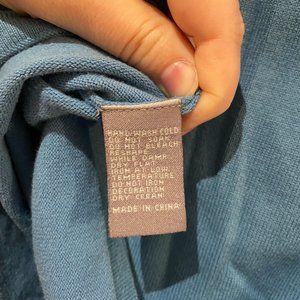 HAND WASH COLD
DO NOT SOAK
DO NOT BLEACH
RESHAPE
WHILE DAMP
DRY FLAT
IRON AT LOW
TEMPERATURE
DO NOT IRON
DECORATION
DRY CLEAN
MADE IN CHINA